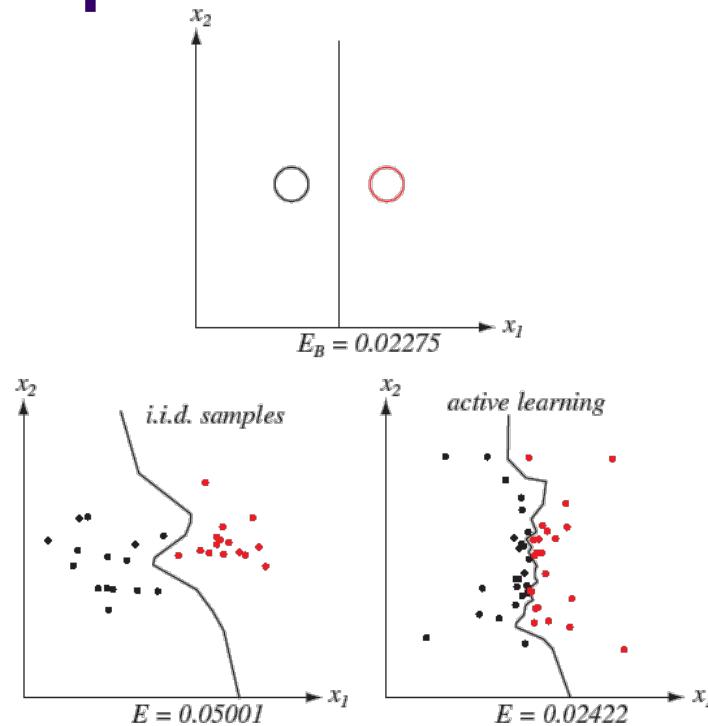 x2
x1
EB = 0.02275
x2
i.i.d. samples
x1
E = 0.05001
x2
active learning
x
E = 0.02422